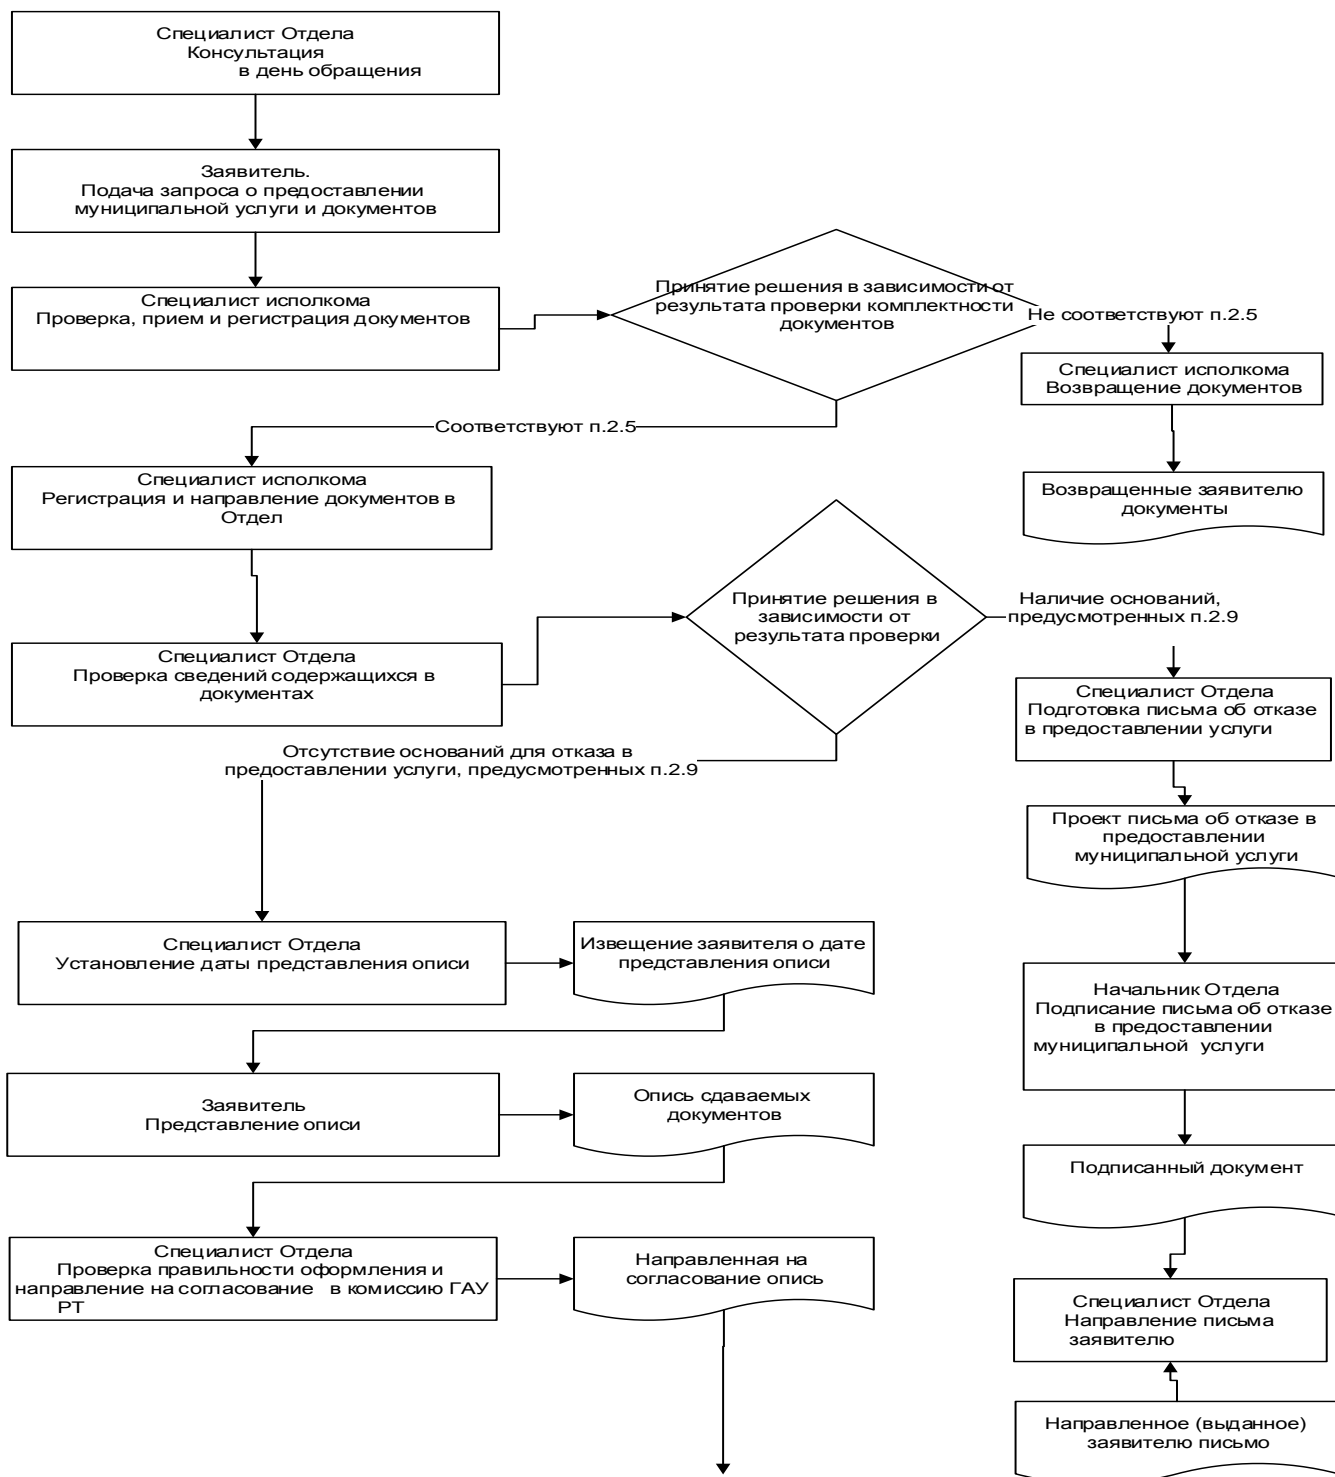 Специалист Отдела
Консультация
в день обращения
Заявитель.
Подача запроса о предоставлении
муниципальной услуги и документов
Специалист исполкома
Проверка, прием и регистрация документов
Принятие решения в зависимости от
результата проверки комплектности
документов
Не соответствуют п.2.5
Специалист исполкома
Возвращение документов
Соответствуют п.2.5
Специалист исполкома
Регистрация и направление документов в
Отдел
Возвращенные заявителю
документы
Принятие решения в
зависимости от
результата проверки
Наличие оснований,
предусмотренных п.2.9
Специалист Отдела
Проверка сведений содержащихся в
документах
Специалист Отдела
Подготовка письма об отказе
в предоставлении услуги
Отсутствие оснований для отказа в
предоставлении услуги, предусмотренных п.2.9
Проект письма об отказе в
предоставлении
муниципальной услуги
Специалист Отдела
Установление даты представления описи
Извещение заявителя о дате
представления описи
Начальник Отдела
Подписание письма об отказе
в предоставлении
муниципальной услуги
Заявитель
Представление описи
Опись сдаваемых
документов
Подписанный документ
Специалист Отдела
Проверка правильности оформления и
направление на согласование в комиссию ГАУ
РТ
Направленная на
согласование опись
Специалист Отдела
Направление письма
заявителю
Направленное (выданное)
заявителю письмо